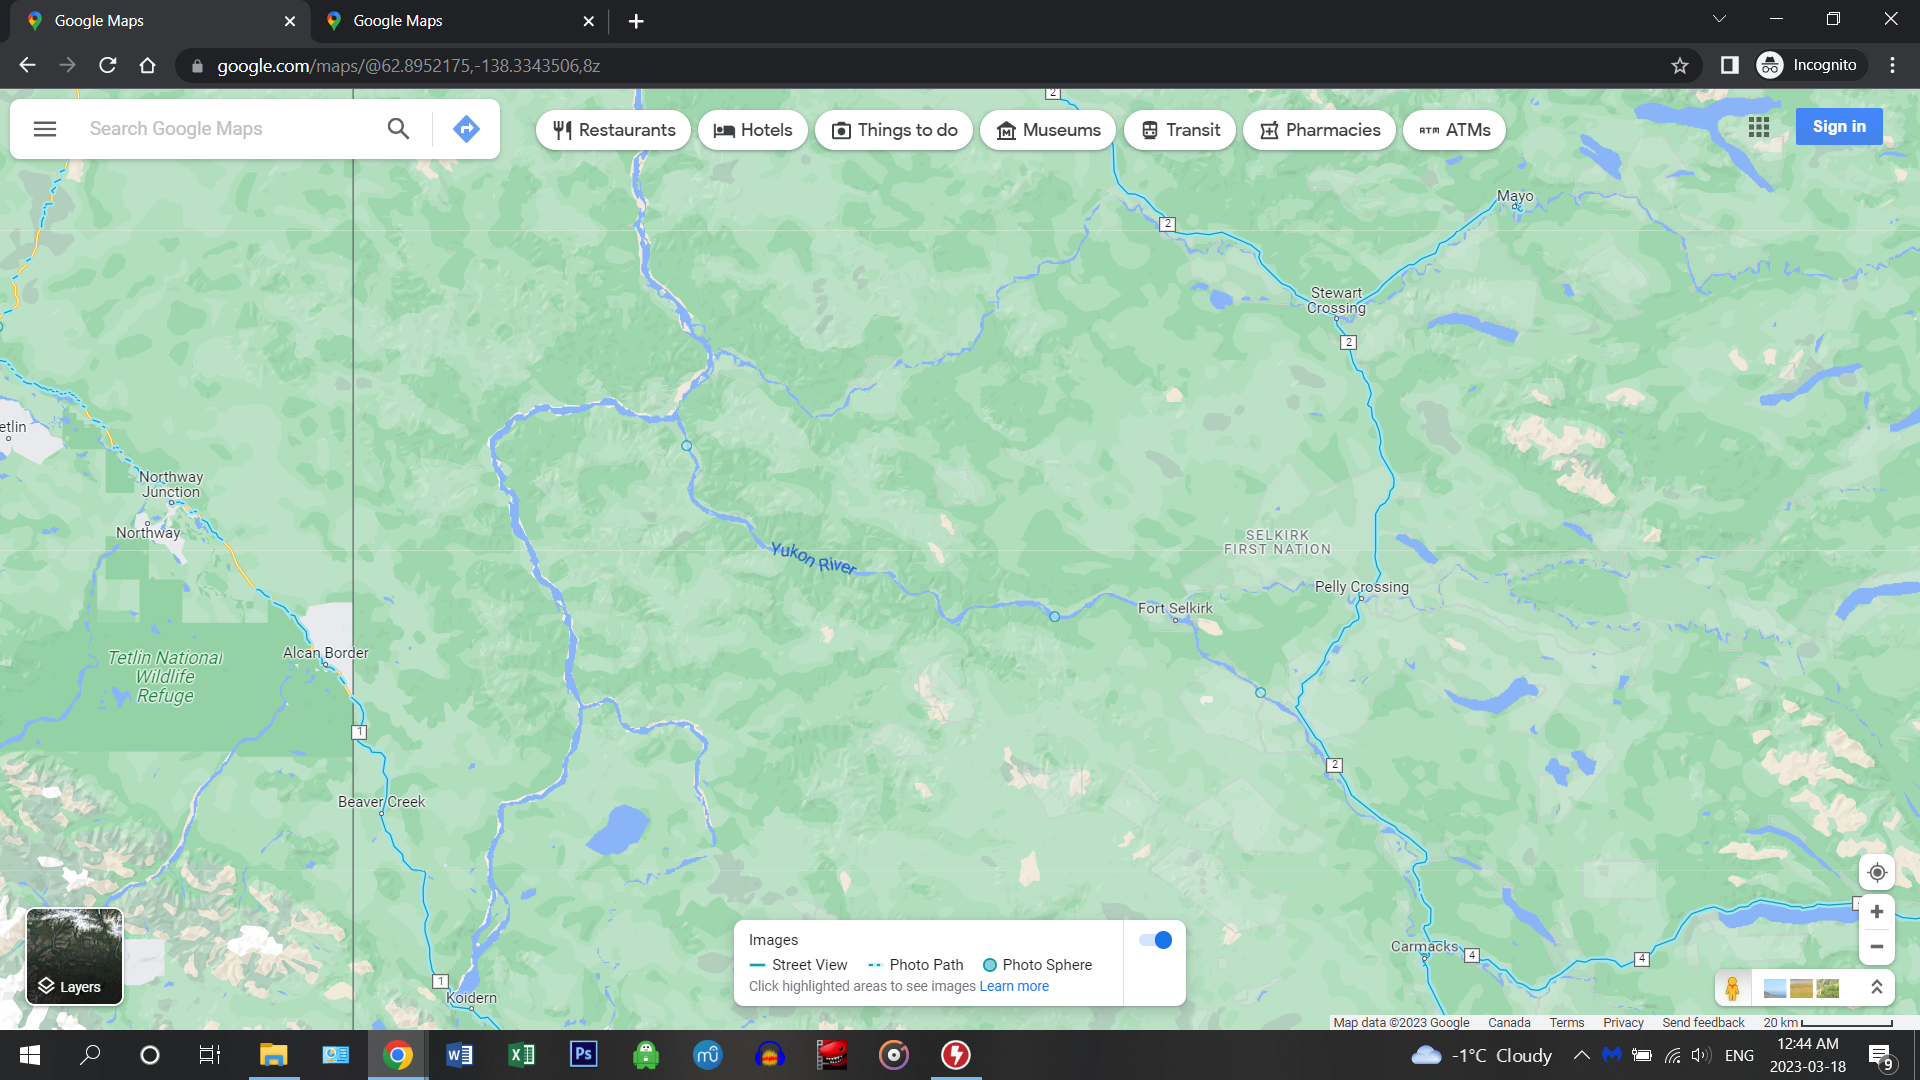 Google Maps
Google Maps
google.com/maps/@62.8952175,-138.3343506,8z
Incognito
Search Google Maps
Restaurants
Hotels
Things to do
Museums
Transit
Pharmacies
ATM ATMs
Sign in
2
2
Mayo
Stewart
Crossing
2
etlin
Northway
Junction
Northway
Yukon River
SELKIRK
FIRST NATION
Pelly Crossing
Fort Selkirk
Alcan Border
Tetlin National
Wildlife
Refuge
1
2
Beaver Creek
Carmacks
4
4
1
Koidern
Layers
Images
Street View
Photo Path
Photo Sphere
Click highlighted areas to see images Learn more
Map data ©2023 Google
Canada
Terms
Privacy
Send feedback
20 km
W
X
Ps
mü
-1°C Cloudy
ENG
12:44 AM
2023-03-18
9